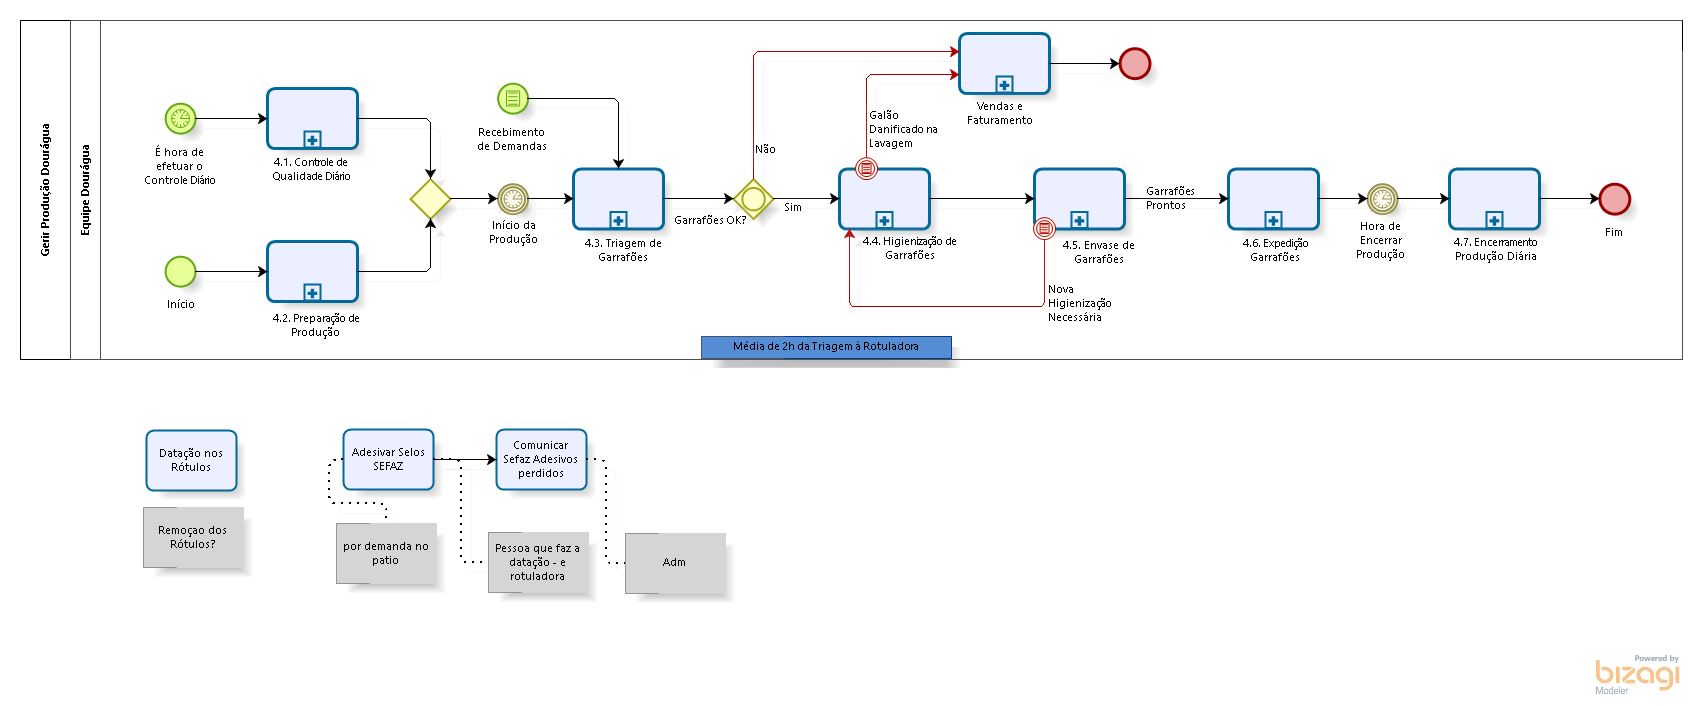 Gerir Produção Dourágua
Equipe Dourágua
É hora de
efetuar o
Controle Diário
4.1. Controle de
Qualidade Diário
Início
4.2. Preparação de
Produção
Recebimento
de Demandas
Início da
Produção
4.3. Triagem de
Garrafões
Garrafões OK?
Não
Sim
Galão
Danificado na
Lavagem
Vendas e
Faturamento
4.4. Higienização de
Garrafões
4.5. Envase de
Garrafões
Nova
Higienização
Necessária
Garrafões
Prontos
4.6. Expedição
Garrafões
Hora de
Encerrar
Produção
4.7. Encerramento
Produção Diária
Fim
Média de 2h da Triagem à Rotuladora
Datação nos
Rótulos
Remoçao dos
Rótulos?
Adesivar Selos
SEFAZ
Comunicar
Sefaz Adesivos
perdidos
por demanda no
patio
Pessoa que faz a
datação - e
rotuladora
Adm
Powered by
bizagi
Modeler